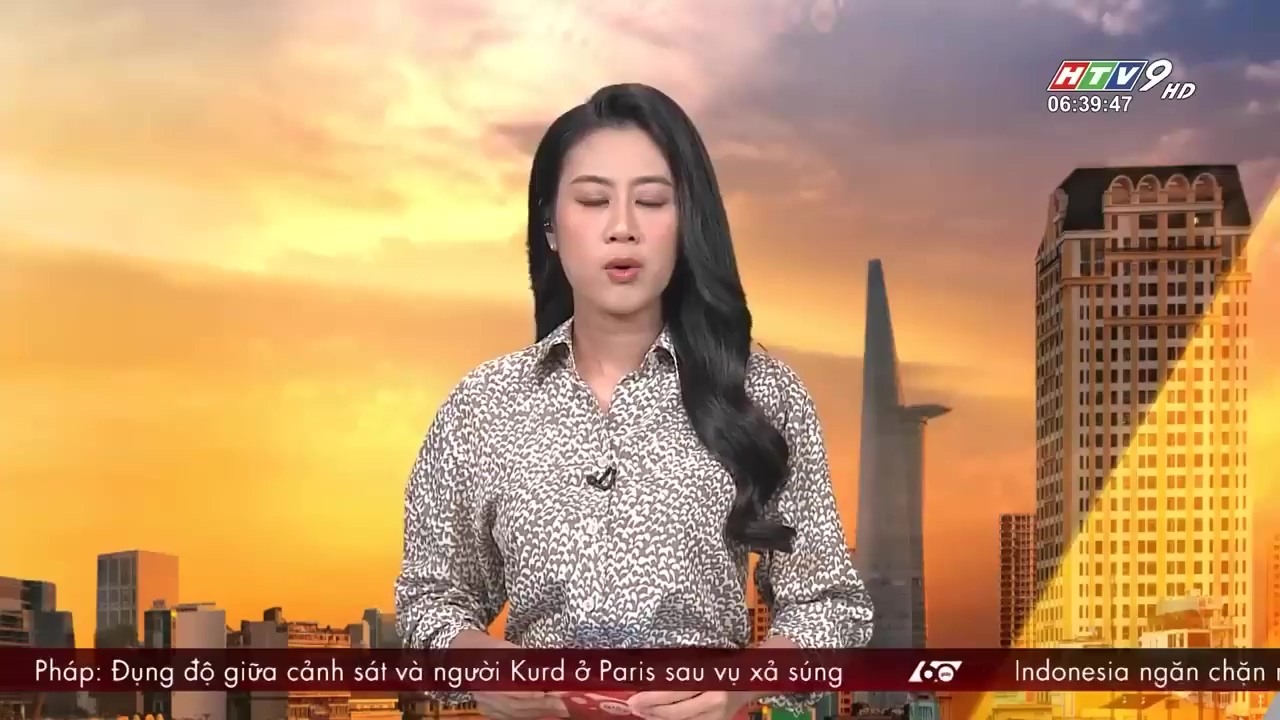 HTV9 HD
06:39:47
Pháp: Đụng độ giữa cảnh sát và người Kurd ở Paris sau vụ xả súng
60 Indonesia ngăn chặn